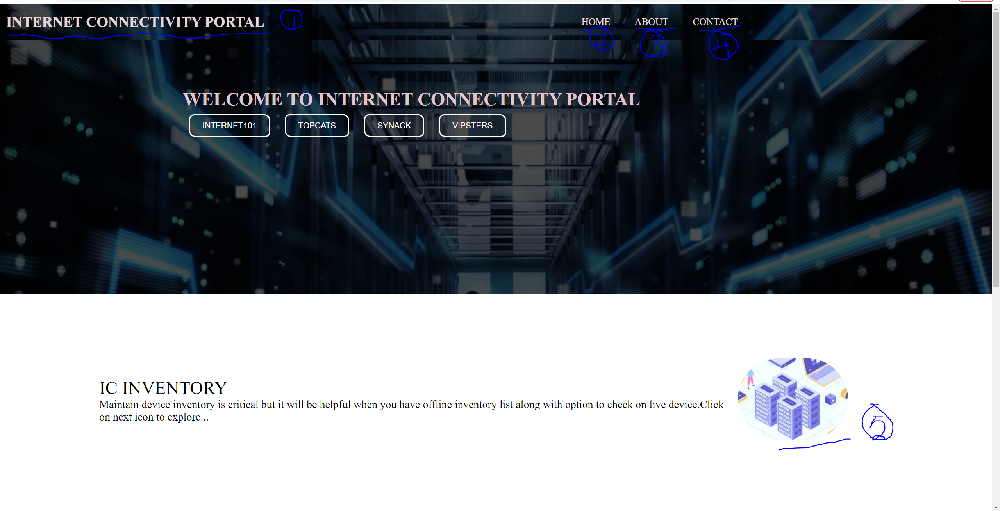 INTERNET CONNECTIVITY PORTAL 1 HOME ABOUT CONTACT
2 3 4
WELCOME TO INTERNET CONNECTIVITY PORTAL
INTERNET101 TOPCATS SYNACK VIPSTERS
IC INVENTORY
Maintain device inventory is critical but it will be helpful when you have offline inventory list along with option to check on live device.Click
on next icon to explore...
5